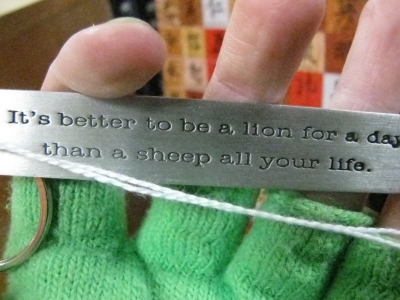 It's better to be a lion for a day
than a sheep all your life.